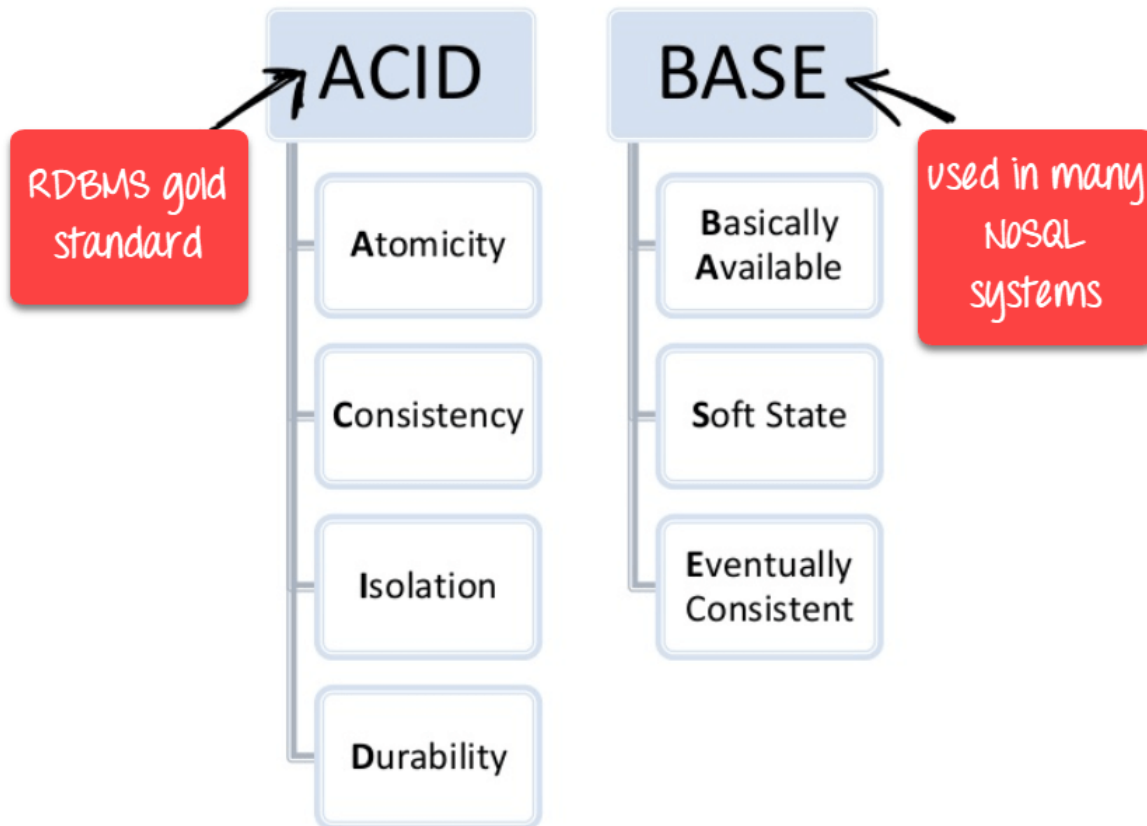 ACID
BASE
RDBMS gold
standard
used in many
NoSQL
systems
Atomicity
Consistency
Isolation
Durability
Basically
Available
Soft State
Eventually
Consistent